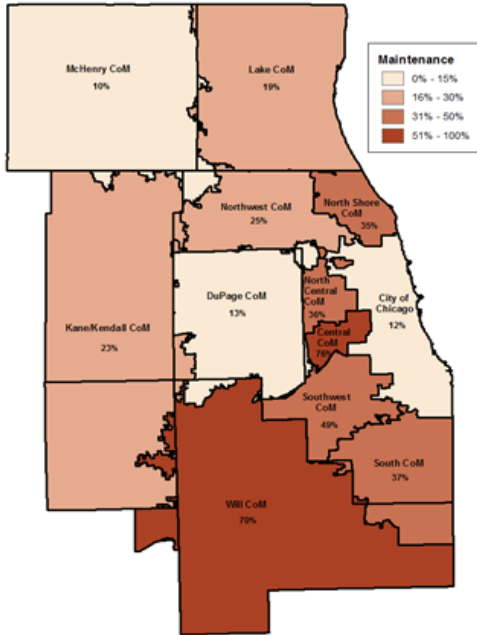 McHenry CoM
10%
Lake CoM
19%
Maintenance
0% - 15%
16% - 30%
31% - 50%
51% - 100%
Northwest CoM
25%
North Shore
CoM
35%
Kane/Kendall CoM
23%
DuPage CoM
13%
North
Central
CoM
36%
City of
Chicago
12%
Central
CoM
76%
Southwest
CoM
49%
South CoM
37%
Will CoM
70%